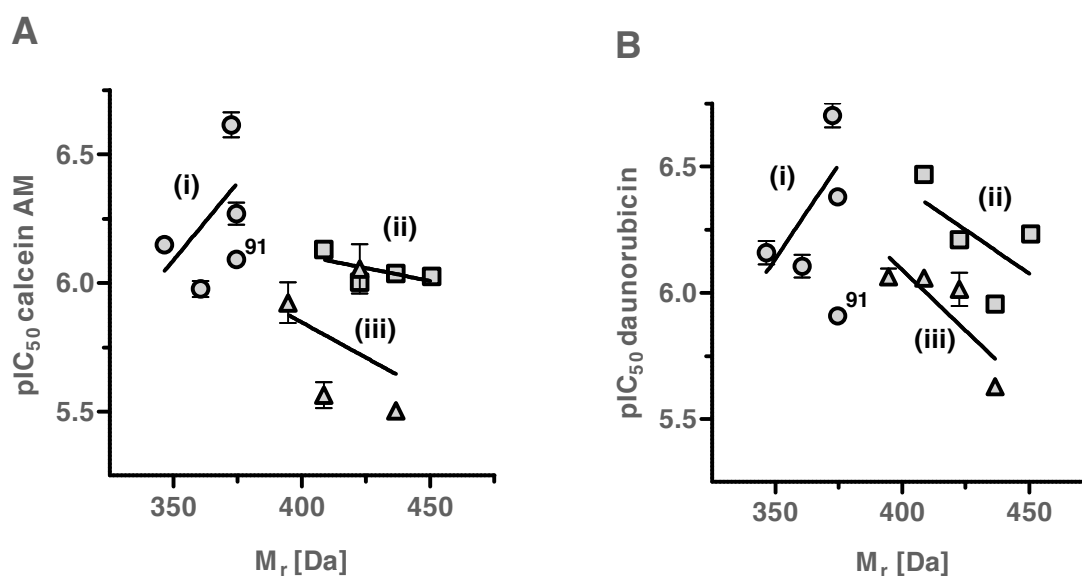 A
6.5
6.0
5.5
350
400
450
pIC50 calcein AM
Mr [Da]
(i)
(ii)
(iii)
91
B
6.5
6.0
5.5
350
400
450
pIC50 daunorubicin
Mr [Da]
(i)
(ii)
(iii)
91